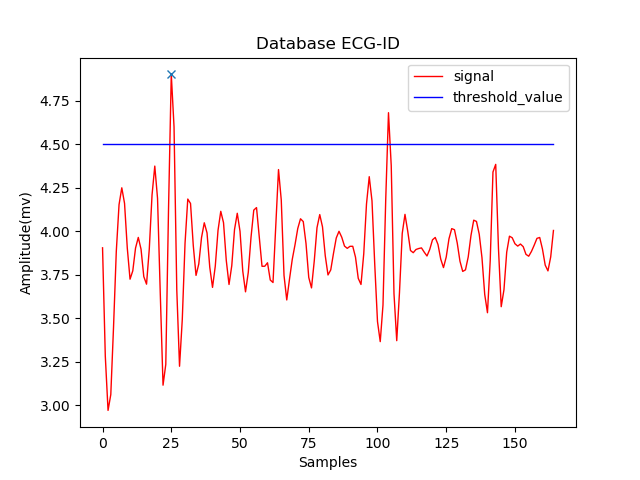 Database ECG-ID
signal
threshold_value
Amplitude(mv)
4.75
4.50
4.25
4.00
3.75
3.50
3.25
3.00
0 25 50 75 100 125 150
Samples